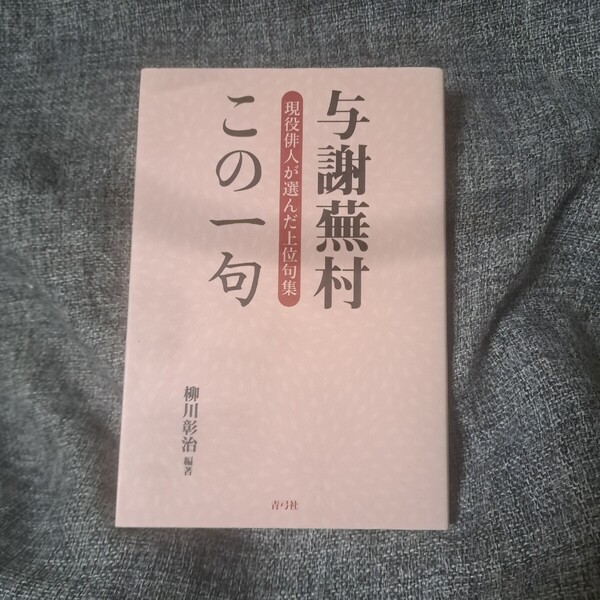 与謝蕪村
現役俳人が選んだ上位句集
この一句
柳川彰治 編著
青弓社